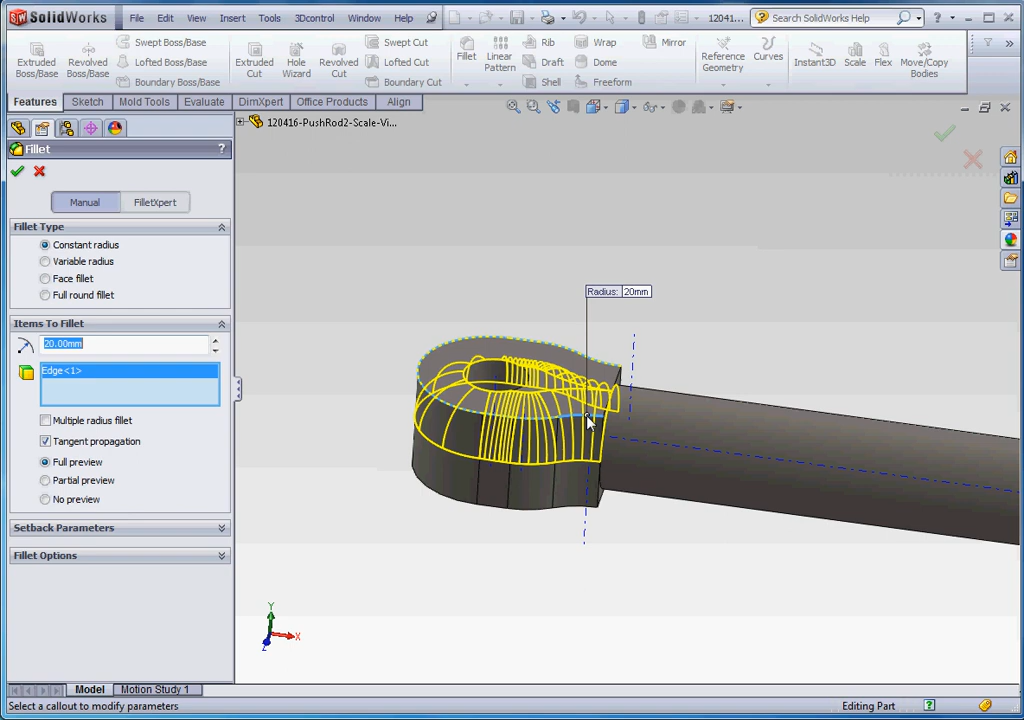 SolidWorks File Edit View Insert Tools 3Dcontrol Window Help 12041... Search SolidWorks Help
Extruded Boss/Base
Revolved Boss/Base
Swept Boss/Base
Lofted Boss/Base
Boundary Boss/Base
Extruded Cut
Hole Wizard
Revolved Cut
Swept Cut
Lofted Cut
Boundary Cut
Fillet
Linear Pattern
Rib
Draft
Shell
Wrap
Dome
Freeform
Mirror
Reference Geometry
Curves
Instant3D
Scale
Flex
Move/Copy Bodies
Features Sketch Mold Tools Evaluate DimXpert Office Products Align
120416-PushRod2-Scale-Vi...
Fillet ?
Manual FilletXpert
Fillet Type
Constant radius
Variable radius
Face fillet
Full round fillet
Items To Fillet
20.00mm
Edge<1>
Multiple radius fillet
Tangent propagation
Full preview
Partial preview
No preview
Setback Parameters
Fillet Options
Radius: 20mm
Y
X
Z
Model Motion Study 1
Select a callout to modify parameters Editing Part ?